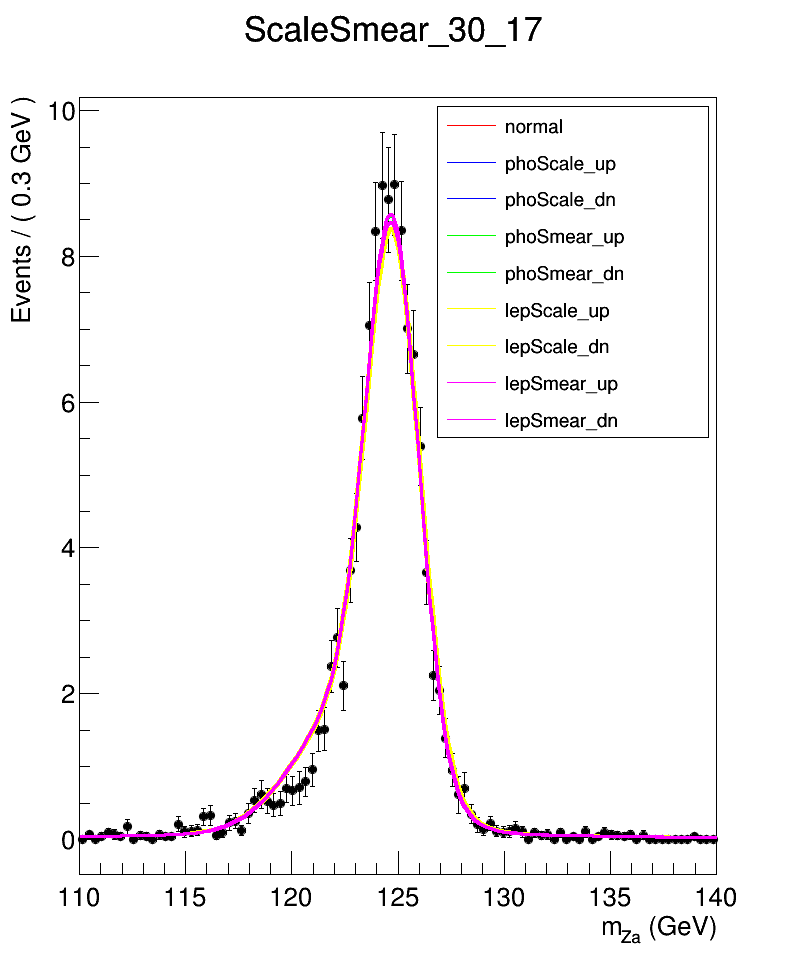 ScaleSmear_30_17
Events / ( 0.3 GeV )
10
8
6
4
2
0
normal
phoScale_up
phoScale_dn
phoSmear_up
phoSmear_dn
lepScale_up
lepScale_dn
lepSmear_up
lepSmear_dn
110 115 120 125 130 135 140
m_Za (GeV)